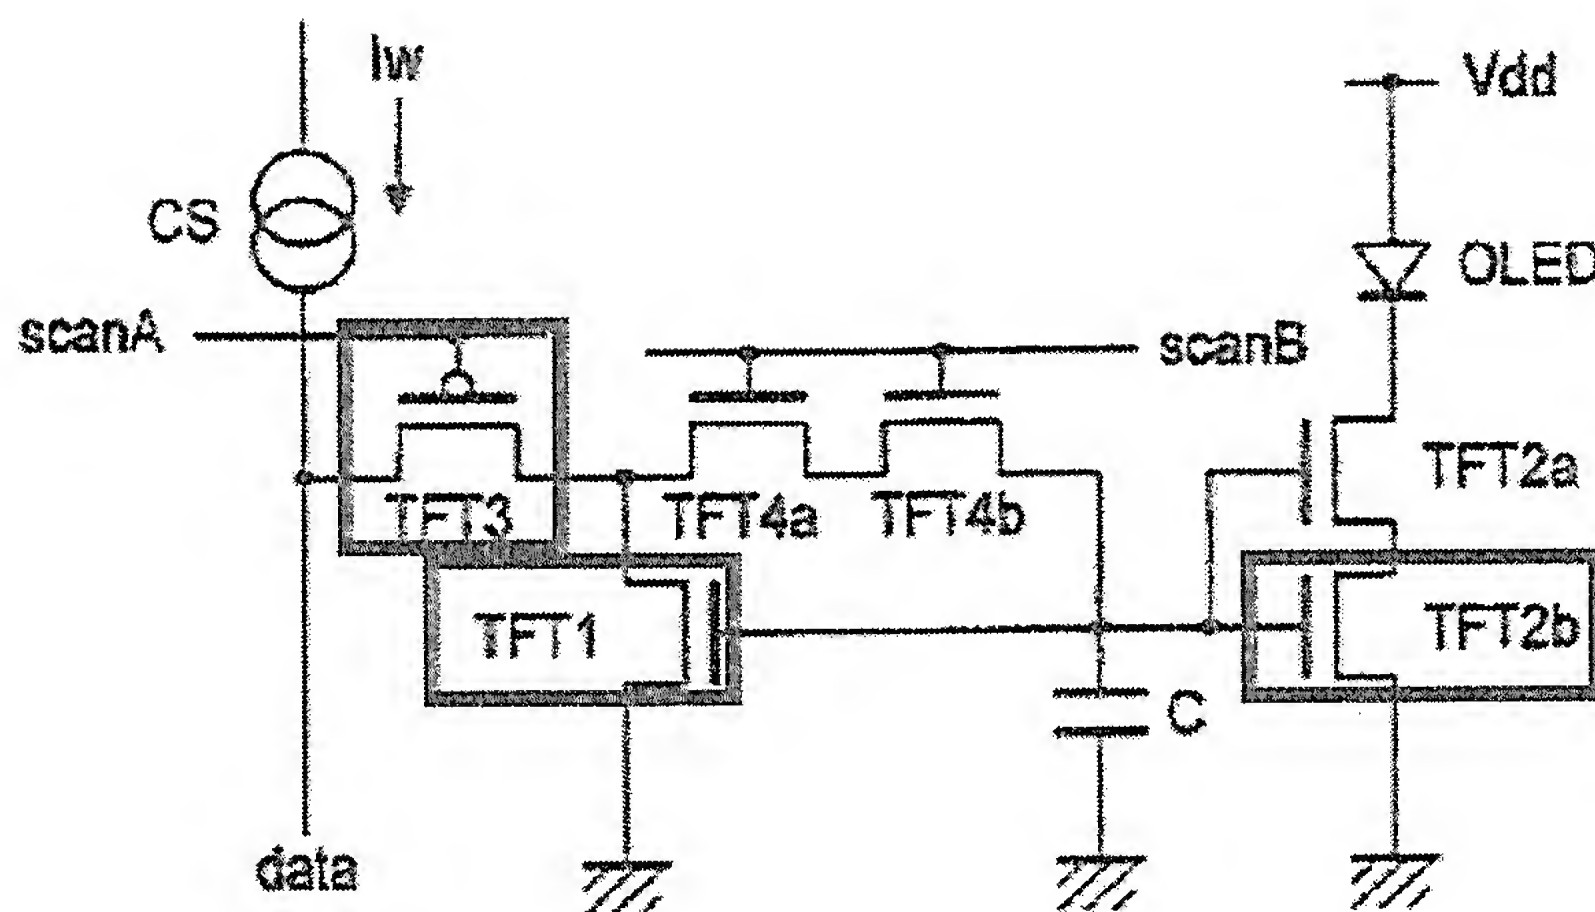 Iw
Vdd
CS
OLED
scanA
scanB
TFT3
TFT4a
TFT4b
TFT2a
TFT1
TFT2b
C
data